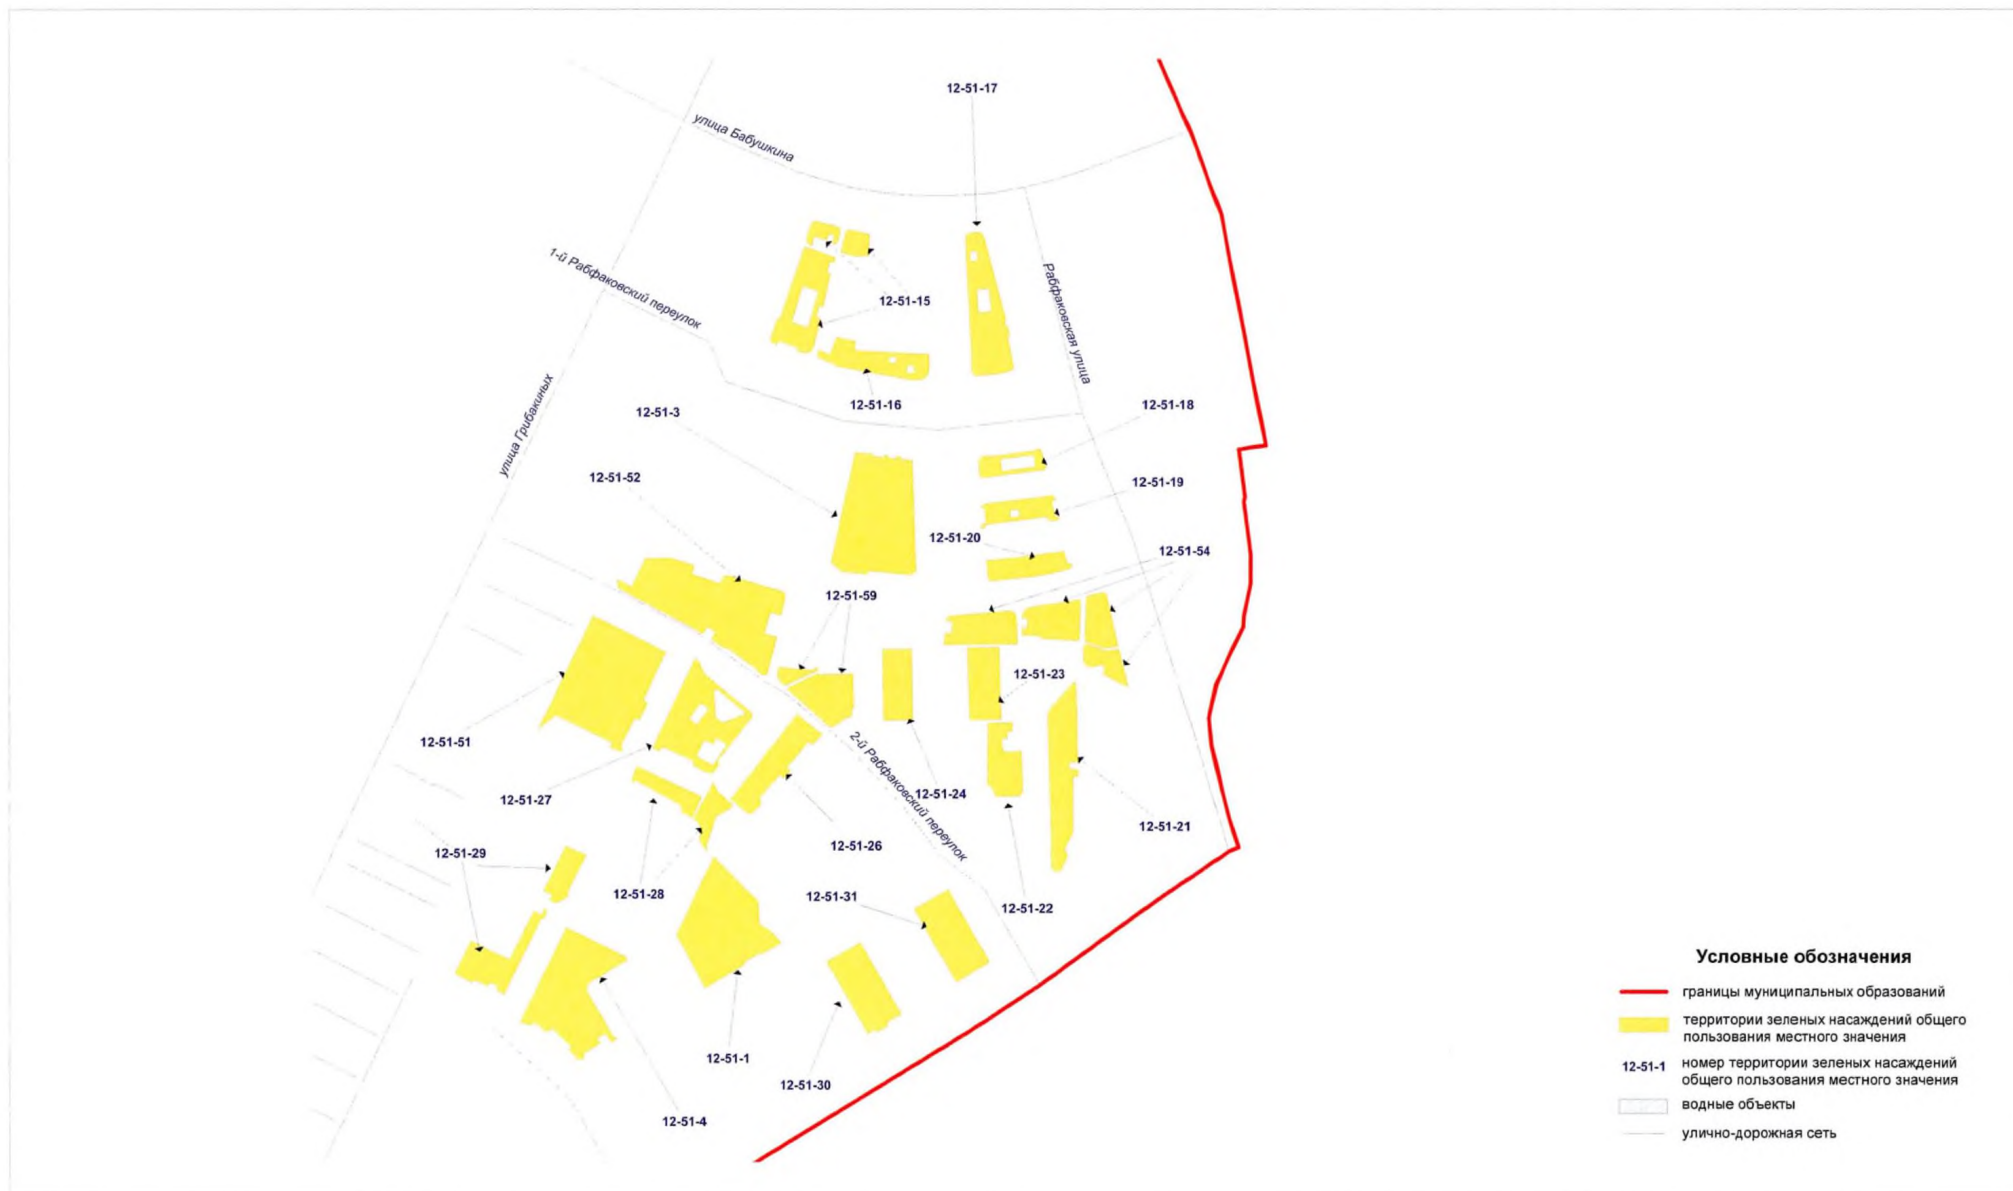 12-51-17
улица Бабушкина
1-й Рабфаковский переулок
12-51-15
Рабфаковская улица
улица Грибакиных
12-51-16
12-51-3
12-51-18
12-51-52
12-51-19
12-51-20
12-51-54
12-51-59
12-51-23
12-51-51
2-й Рабфаковский переулок
12-51-27
12-51-24
12-51-21
12-51-26
12-51-29
12-51-28
12-51-31
12-51-22
12-51-1
12-51-30
12-51-4
Условные обозначения
границы муниципальных образований
территории зеленых насаждений общего
пользования местного значения
12-51-1 номер территории зеленых насаждений
общего пользования местного значения
водные объекты
улично-дорожная сеть